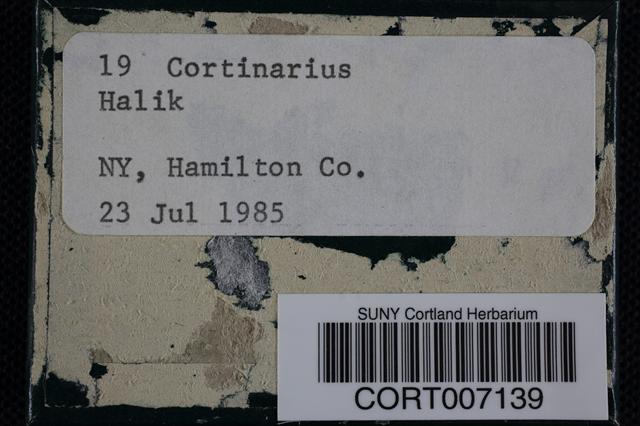 19 Cortinarius
Halik
NY, Hamilton Co.
23 Jul 1985
SUNY Cortland Herbarium
CORT007139